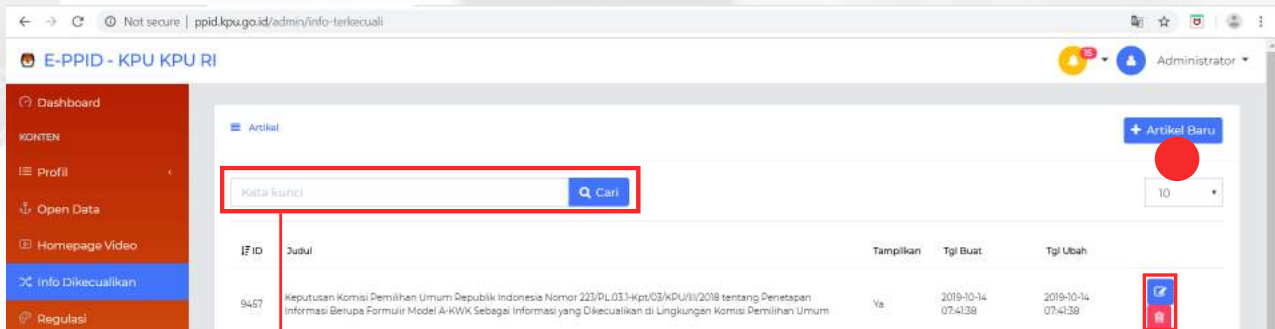 Not secure | ppid.kpu.go.id/admin/info-terkecuali
E-PPID - KPU KPU RI
15
Administrator
Dashboard
KONTEN
Profil
Open Data
Homepage Video
Info Dikecualikan
Regulasi
Artikel
+ Artikel Baru
Kata kunci
Cari
10
ID Judul Tampilkan Tgl Buat Tgl Ubah
9457 Keputusan Komisi Pemilihan Umum Republik Indonesia Nomor 223/PL.03.1-Kpt/03/KPU/III/2018 tentang Penetapan Ya 2019-10-14 2019-10-14
Informasi Berupa Formulir Model A-KWK Sebagai Informasi yang Dikecualikan di Lingkungan Komisi Pemilihan Umum 07:41:38 07:41:38